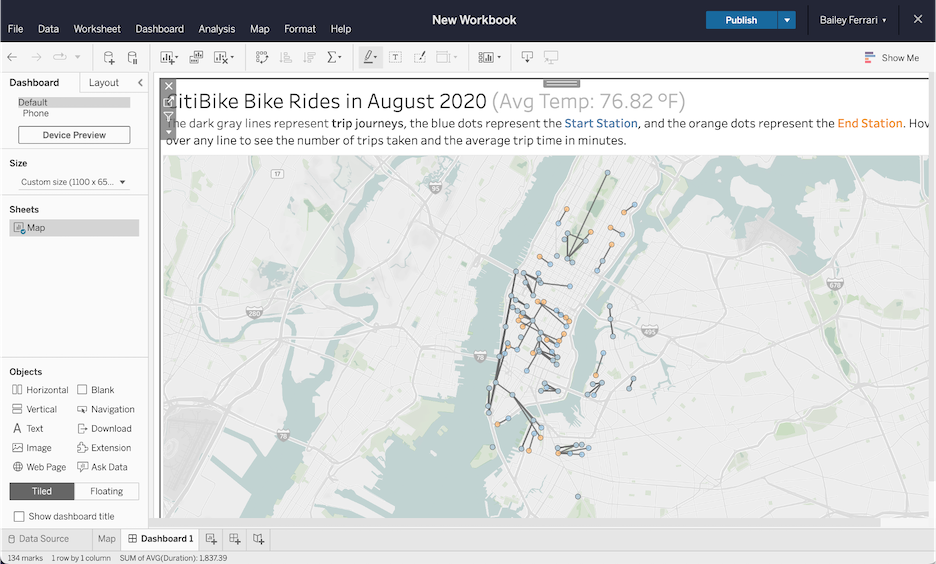 New Workbook
Publish
Bailey Ferrari
File Data Worksheet Dashboard Analysis Map Format Help
Show Me
Dashboard Layout
Default
Phone
Device Preview
Size
Custom size (1100 x 65...
Sheets
Map
Objects
Horizontal Blank
Vertical Navigation
Text Download
Image Extension
Web Page Ask Data
Tiled Floating
Show dashboard title
CitiBike Bike Rides in August 2020 (Avg Temp: 76.82 ºF)
The dark gray lines represent trip journeys, the blue dots represent the Start Station, and the orange dots represent the End Station. Hov
over any line to see the number of trips taken and the average trip time in minutes.
17
95
678
280
495
78
78
Data Source Map Dashboard 1
134 marks 1 row by 1 column SUM of AVG(Duration): 1,837.39